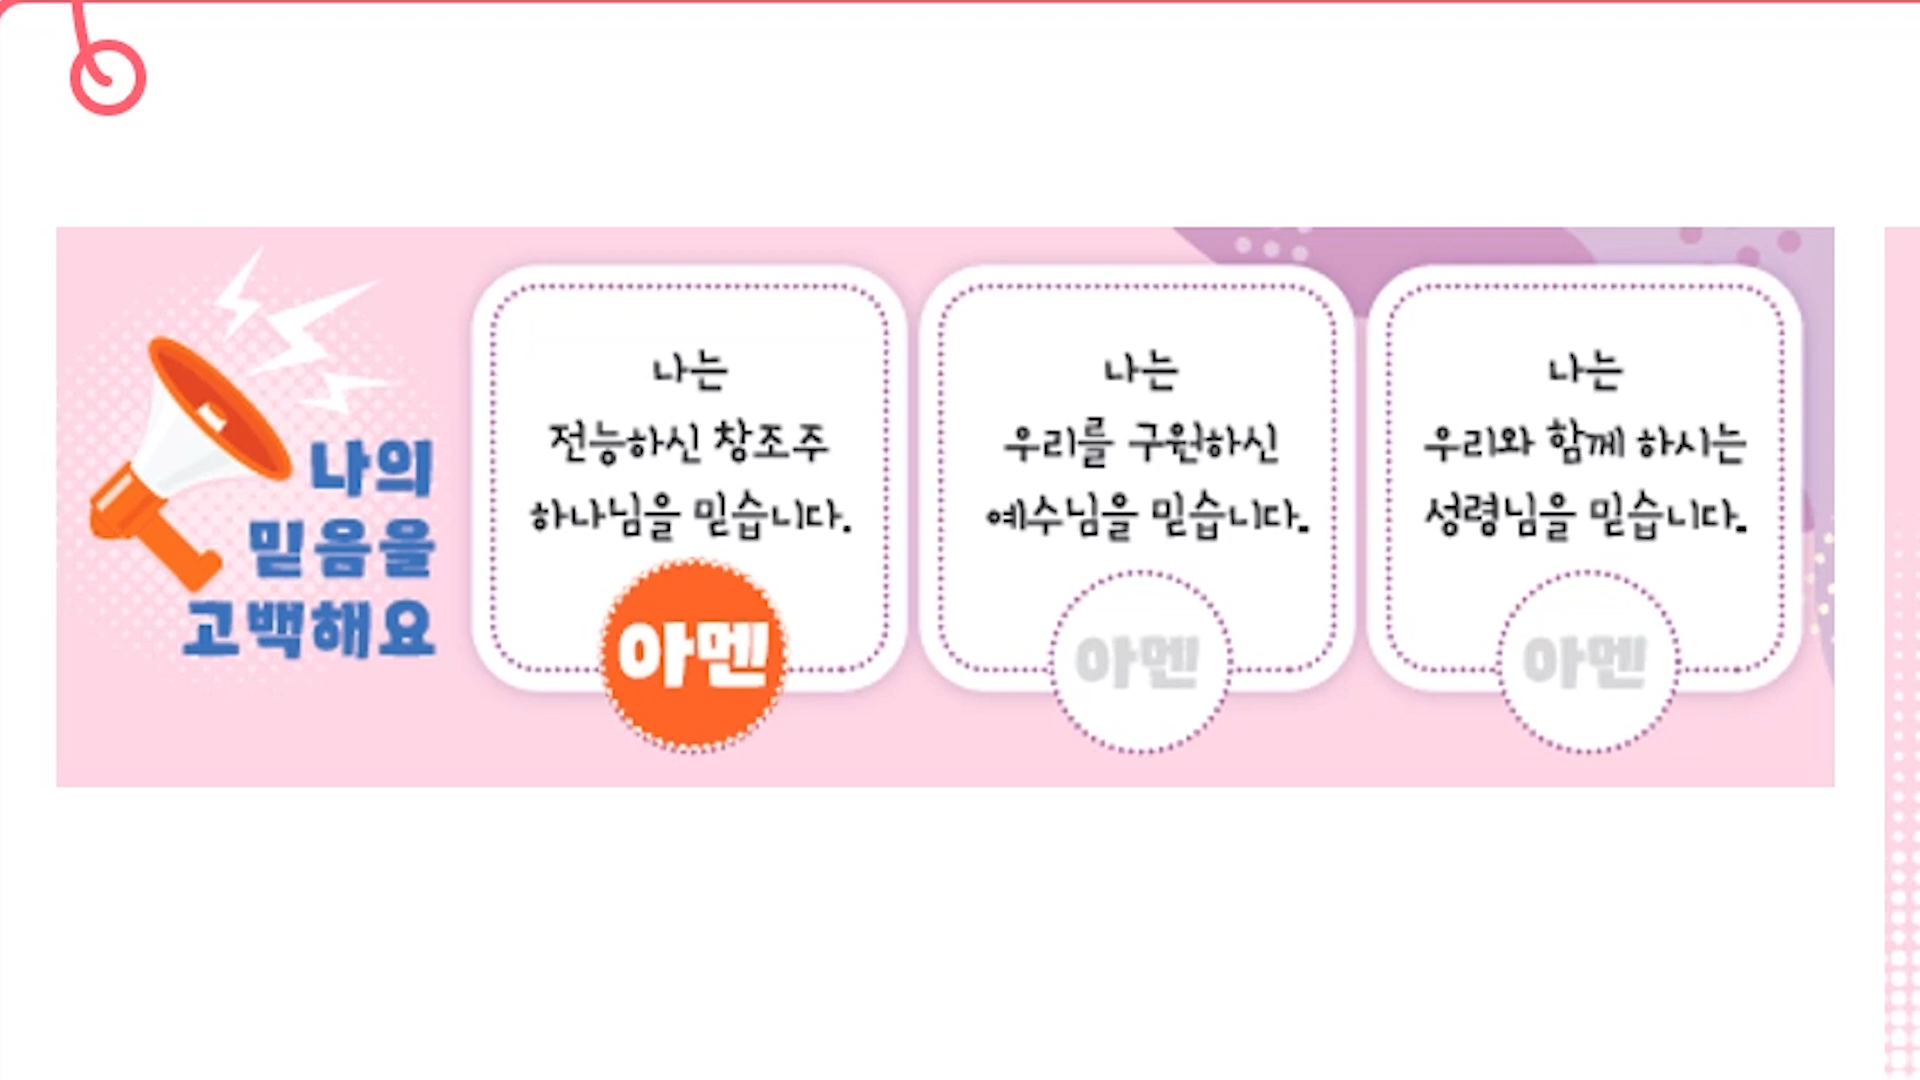 나의
믿음을
고백해요
나는
전능하신 창조주
하나님을 믿습니다.
아멘
나는
우리를 구원하신
예수님을 믿습니다.
아멘
나는
우리와 함께 하시는
성령님을 믿습니다.
아멘